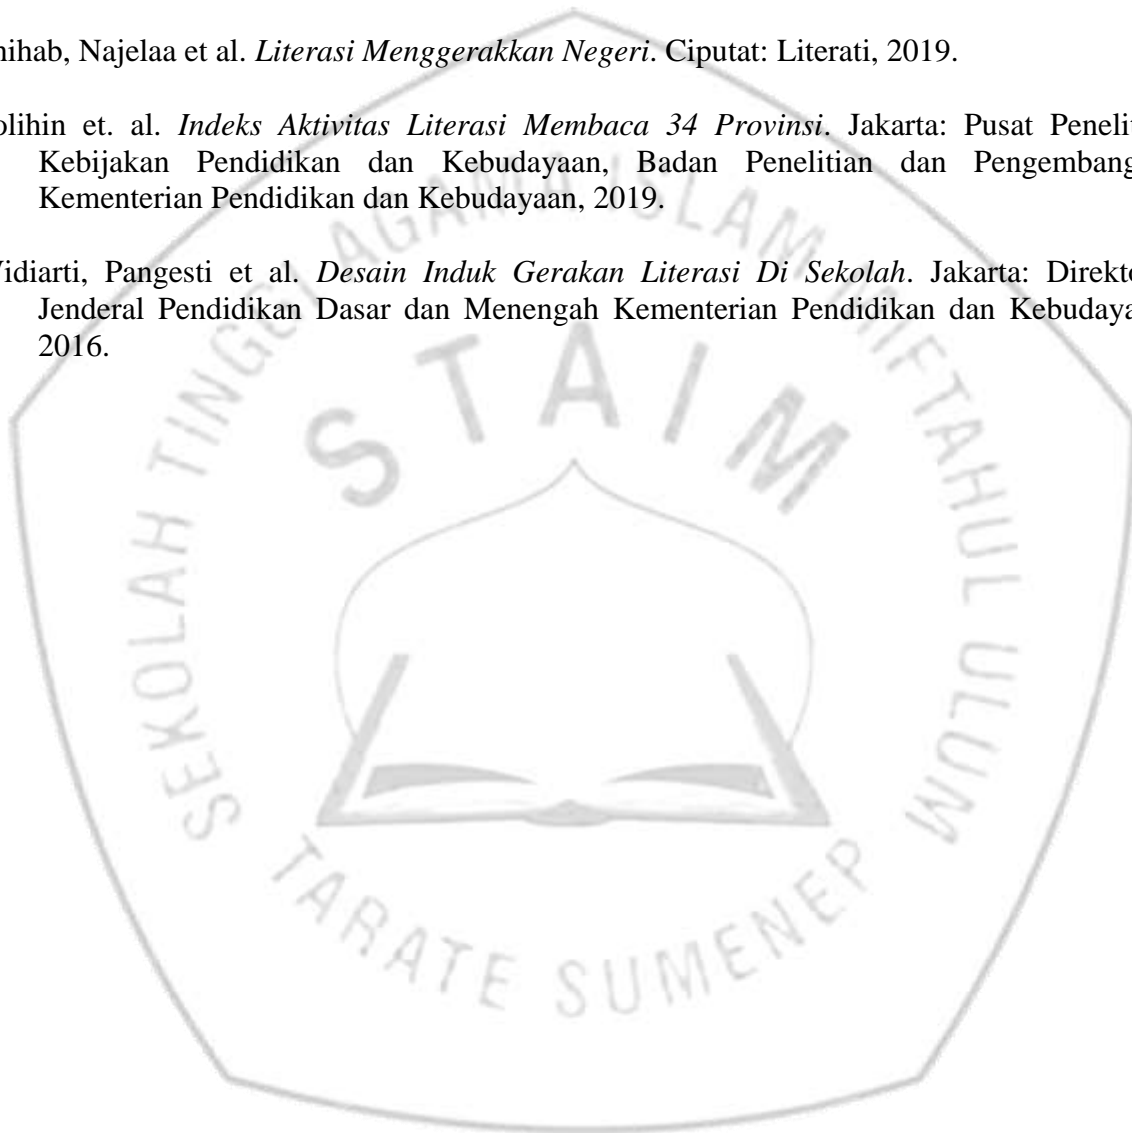 hihab, Najelaa et al. Literasi Menggerakkan Negeri. Ciputat: Literati, 2019.
olihin et. al. Indeks Aktivitas Literasi Membaca 34 Provinsi. Jakarta: Pusat Penelit
Kebijakan Pendidikan dan Kebudayaan, Badan Penelitian dan Pengembang
Kementerian Pendidikan dan Kebudayaan, 2019.
Vidiarti, Pangesti et al. Desain Induk Gerakan Literasi Di Sekolah. Jakarta: Direkto
Jenderal Pendidikan Dasar dan Menengah Kementerian Pendidikan dan Kebudaya
2016.
SEKOLAH TINGGI AGAMA ISLAM MIFTAHUL ULUM
STAIM
TARATE SUMENEP